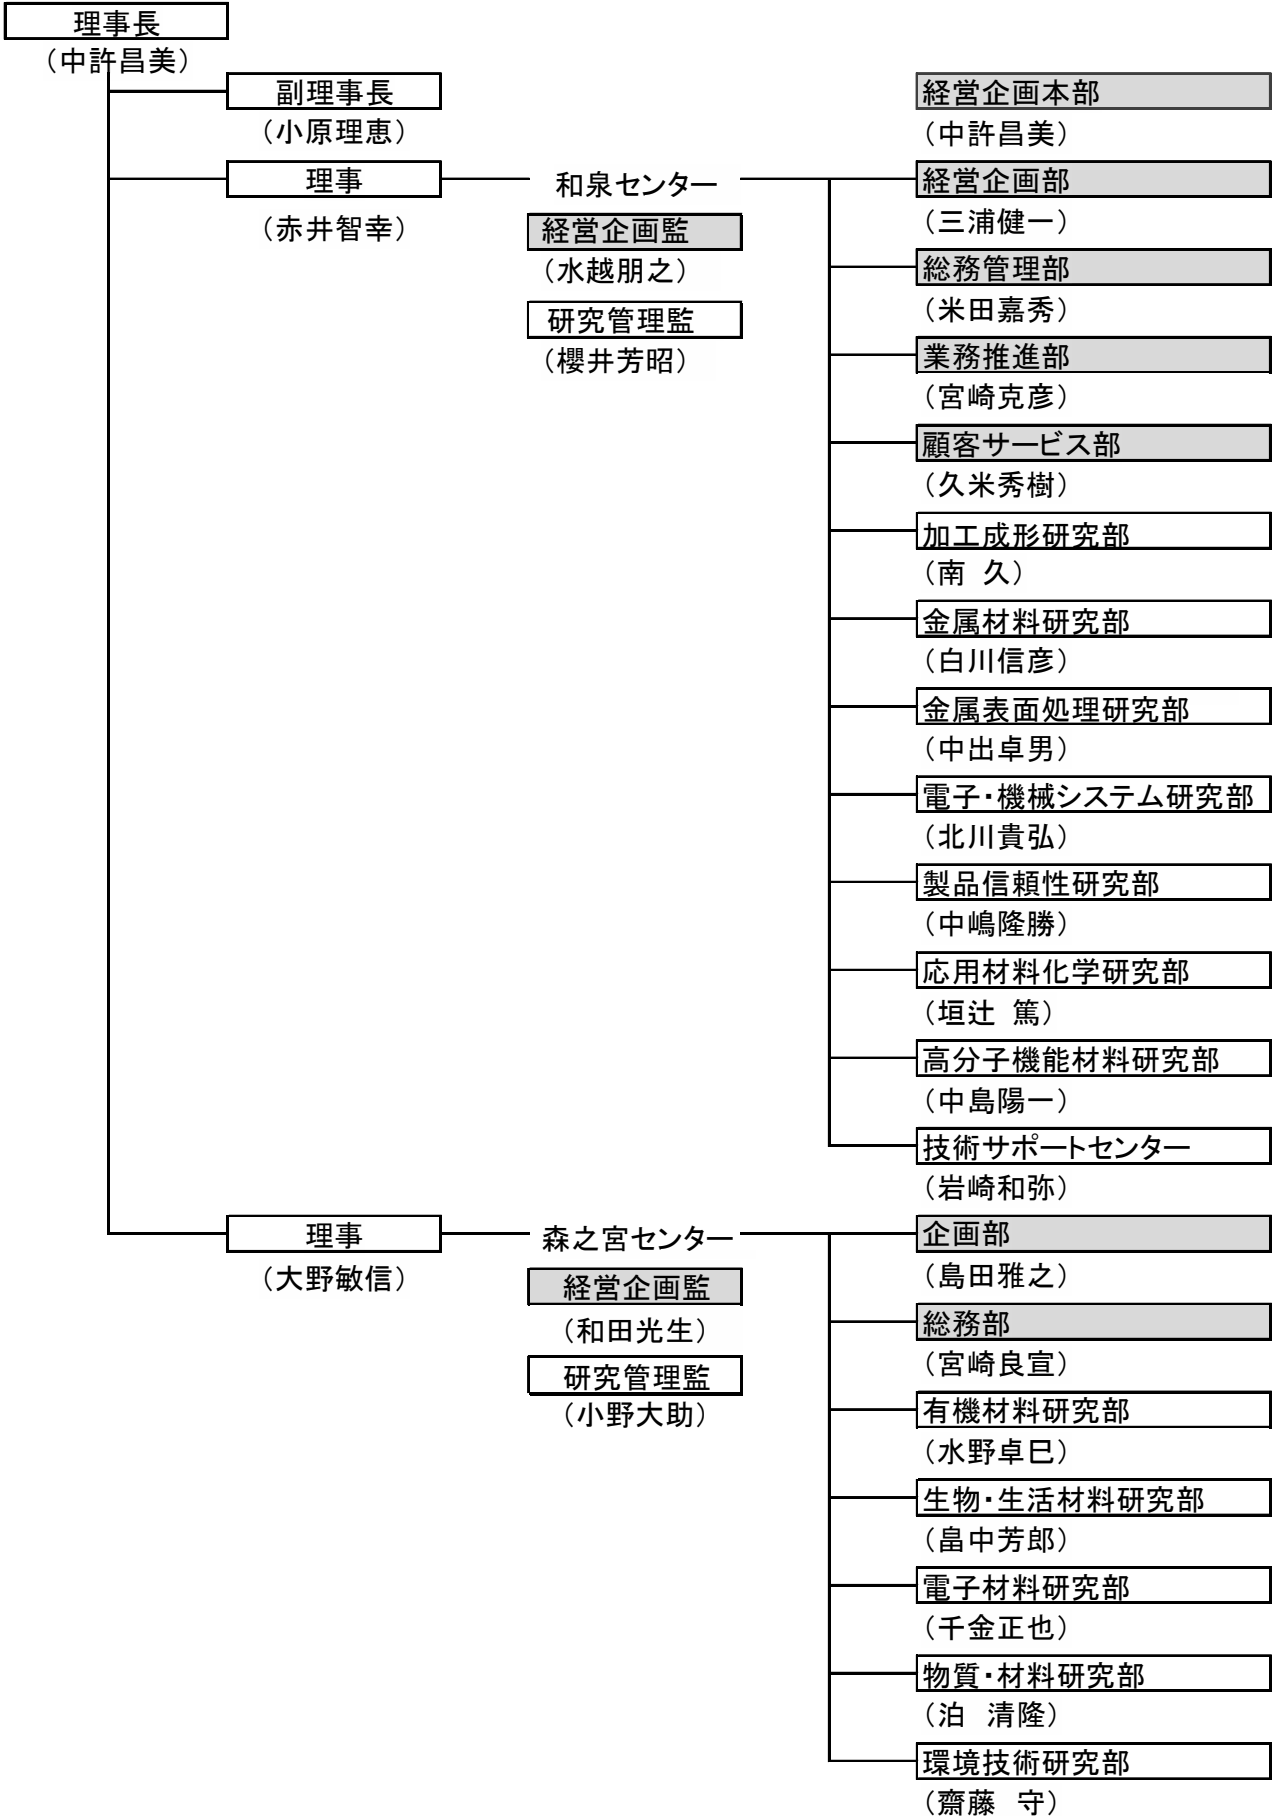 理事長
（中許昌美）
副理事長
（小原理恵）
理事
（赤井智幸）
和泉センター
経営企画監
（水越朋之）
研究管理監
（櫻井芳昭）
経営企画本部
（中許昌美）
経営企画部
（三浦健一）
総務管理部
（米田嘉秀）
業務推進部
（宮崎克彦）
顧客サービス部
（久米秀樹）
加工成形研究部
（南　久）
金属材料研究部
（白川信彦）
金属表面処理研究部
（中出卓男）
電子・機械システム研究部
（北川貴弘）
製品信頼性研究部
（中嶋隆勝）
応用材料化学研究部
（垣辻　篤）
高分子機能材料研究部
（中島陽一）
技術サポートセンター
（岩崎和弥）
理事
（大野敏信）
森之宮センター
経営企画監
（和田光生）
研究管理監
（小野大助）
企画部
（島田雅之）
総務部
（宮崎良宣）
有機材料研究部
（水野卓巳）
生物・生活材料研究部
（畠中芳郎）
電子材料研究部
（千金正也）
物質・材料研究部
（泊　清隆）
環境技術研究部
（齋藤　守）